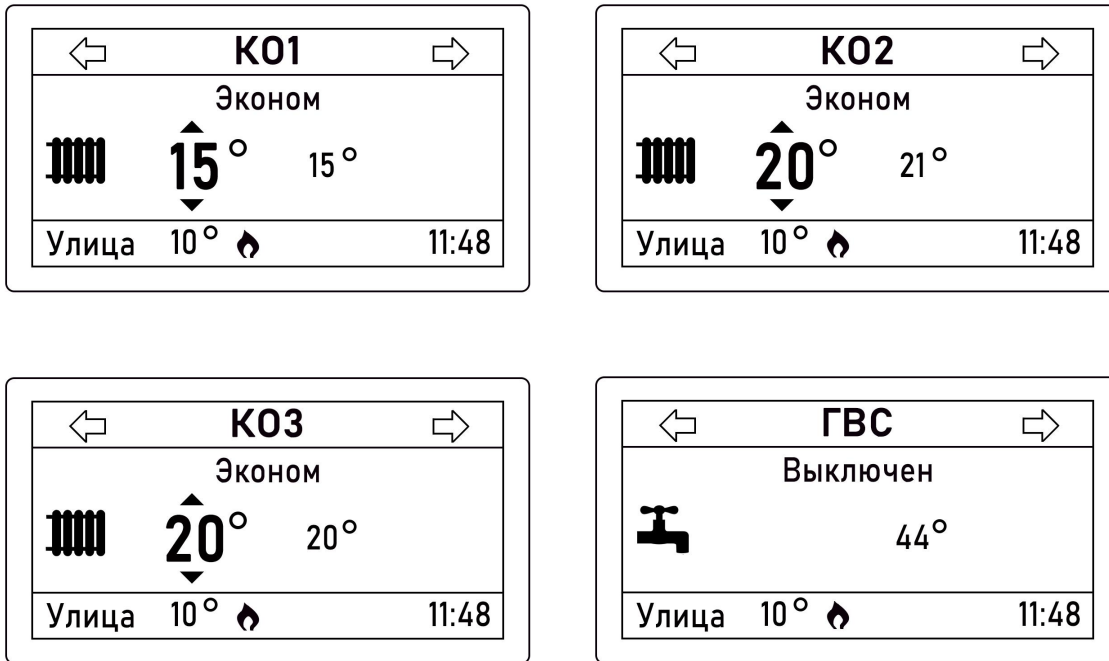 КО1
Эконом
15° 15°
Улица 10° 11:48
КО2
Эконом
20° 21°
Улица 10° 11:48
КО3
Эконом
20° 20°
Улица 10° 11:48
ГВС
Выключен
44°
Улица 10° 11:48